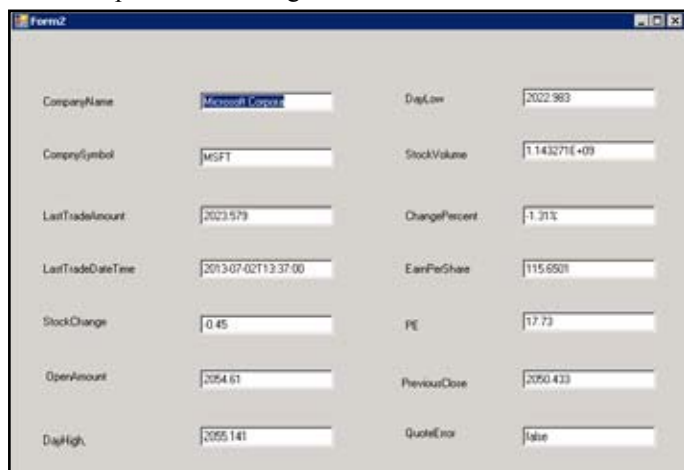 Form2
CompanyName Microsoft Corpora DayLow 2022.983
CompnySymbol MSFT StockVolume 1.143271E+09
LastTradeAmount 2023.579 ChangePercent -1.31%
LastTradeDateTime 2013-07-02T13:37:00 EarnPerShare 115.6501
StockChange -0.45 PE 17.73
OpenAmount 2054.61 PreviousClose 2050.433
DayHigh, 2055.141 QuoteError false